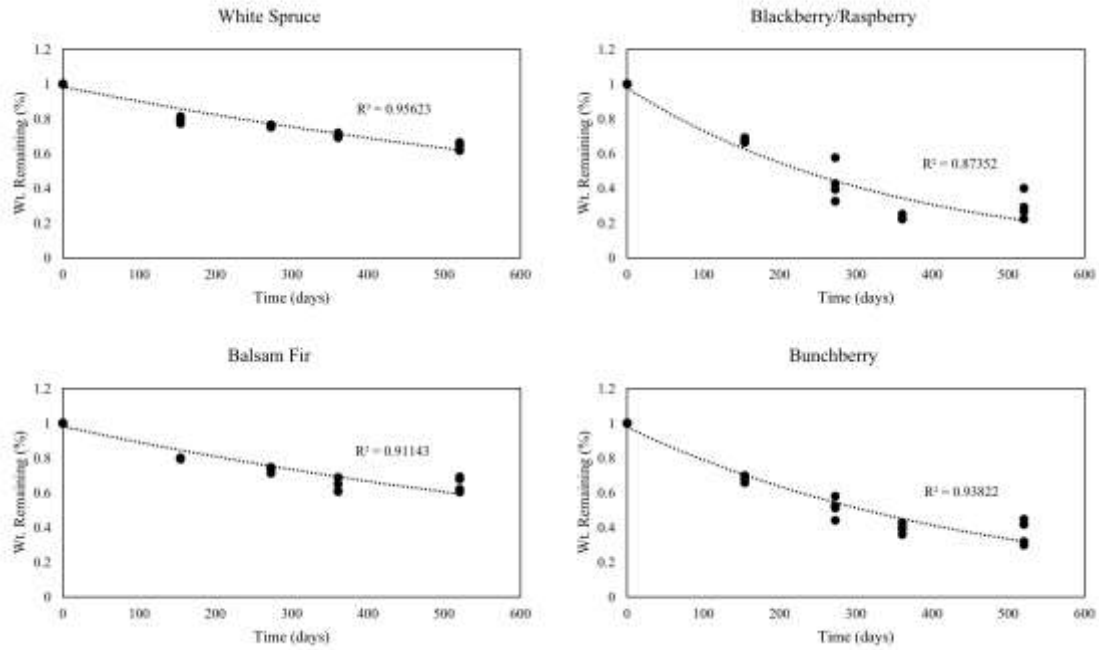 White Spruce
1.2
1
0.8
0.6
0.4
0.2
0
Wt. Remaining (%)
R² = 0.95623
0 100 200 300 400 500 600
Time (days)
Blackberry/Raspberry
1.2
1
0.8
0.6
0.4
0.2
0
Wt. Remaining (%)
R² = 0.87352
0 100 200 300 400 500 600
Time (days)
Balsam Fir
1.2
1
0.8
0.6
0.4
0.2
0
Wt. Remaining (%)
R² = 0.91143
0 100 200 300 400 500 600
Time (days)
Bunchberry
1.2
1
0.8
0.6
0.4
0.2
0
Wt. Remaining (%)
R² = 0.93822
0 100 200 300 400 500 600
Time (days)